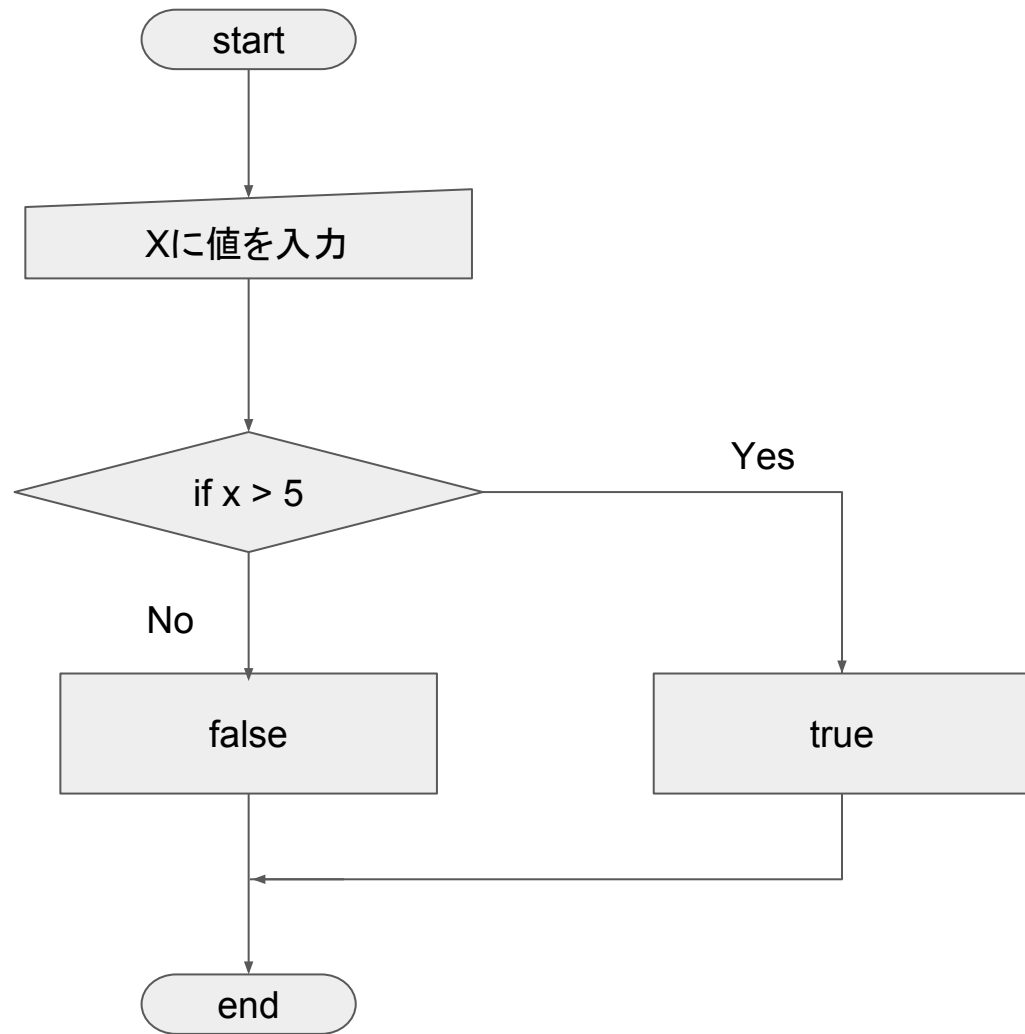 start
Xに値を入力
if x > 5
Yes
No
false
true
end